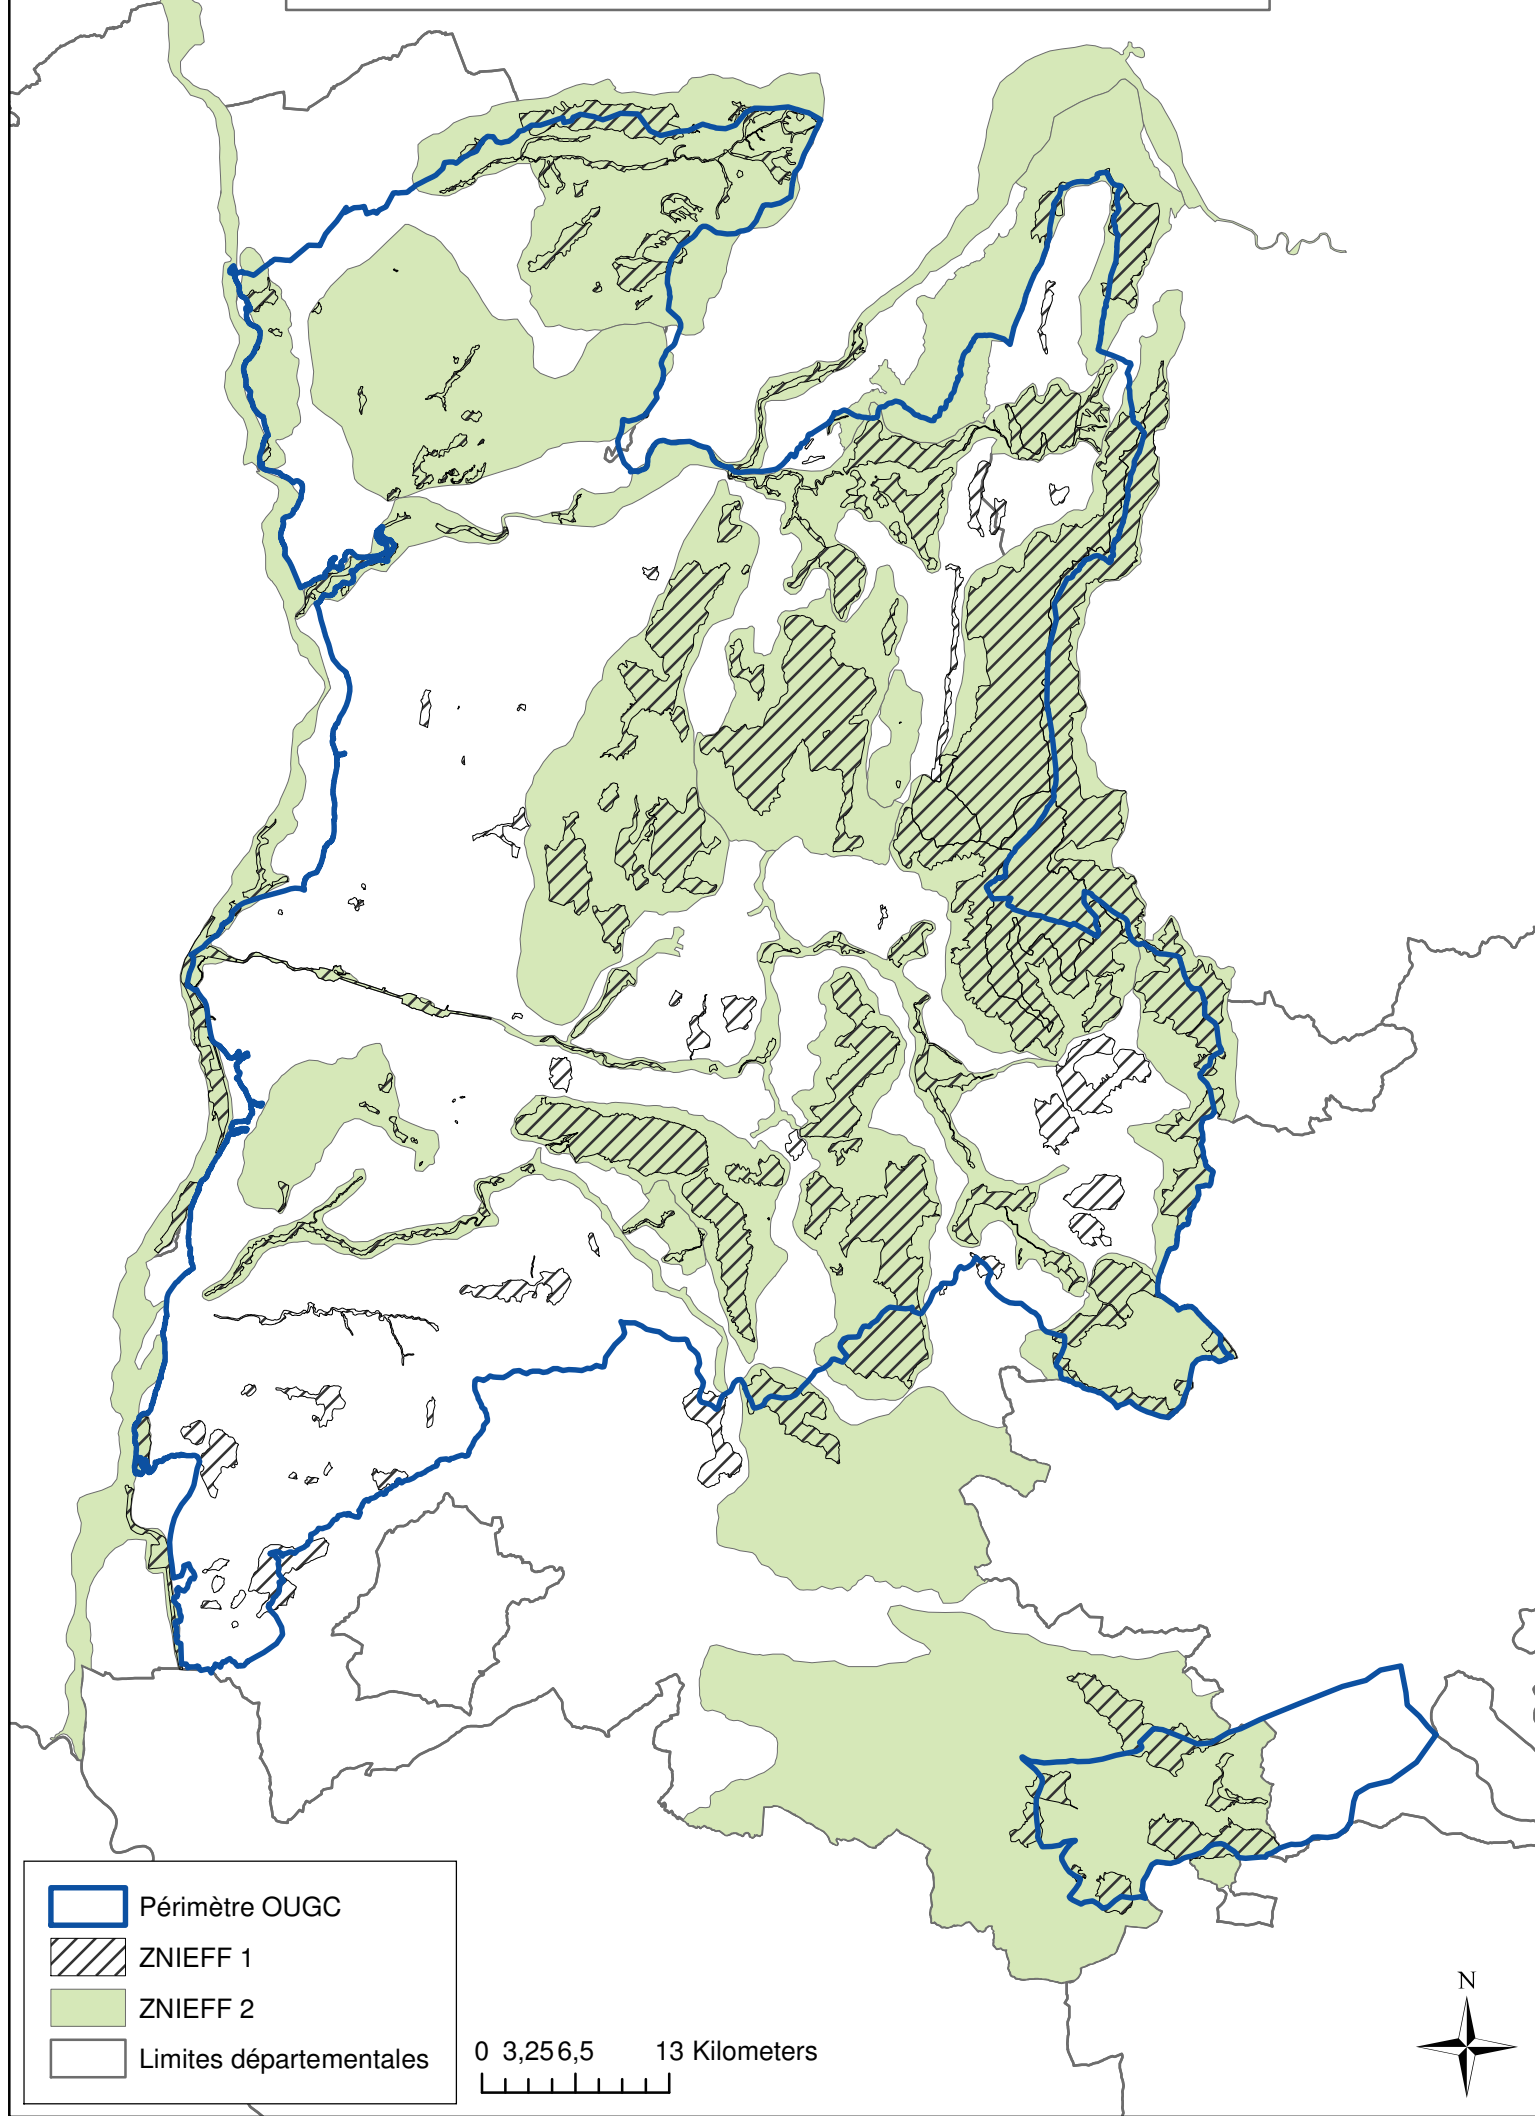 Périmètre OUGC
ZNIEFF 1
ZNIEFF 2
Limites départementales
0 3,25 6,5 13 Kilometers
N